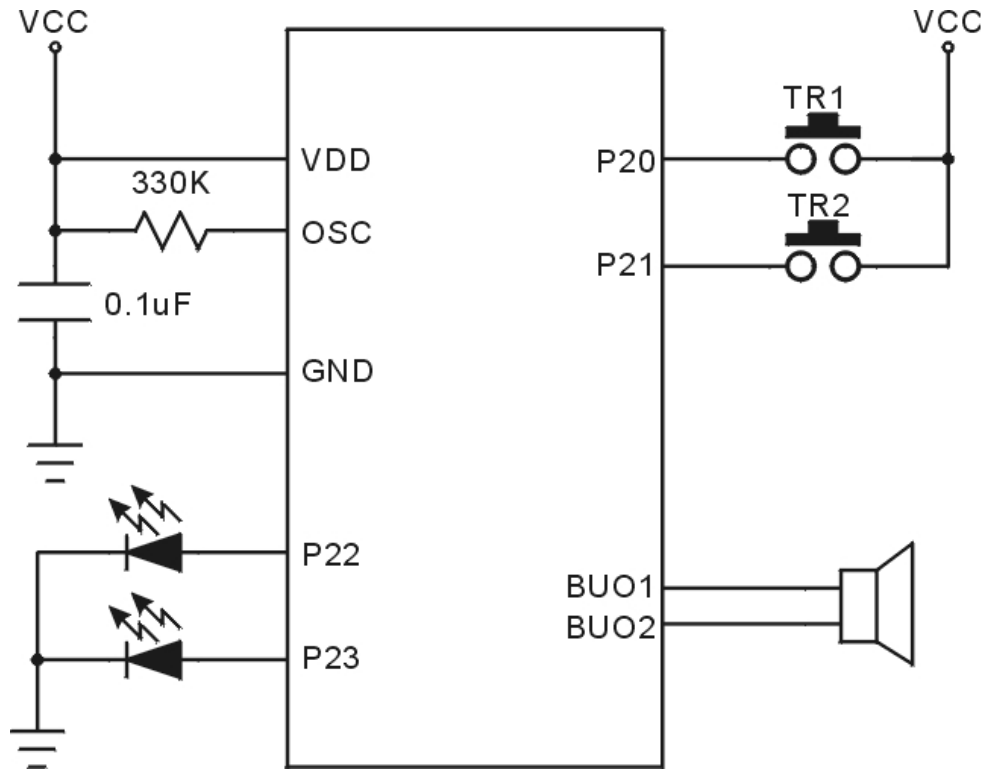 VCC
VCC
TR1
VDD
P20
330K
TR2
OSC
P21
0.1uF
GND
P22
BUO1
BUO2
P23